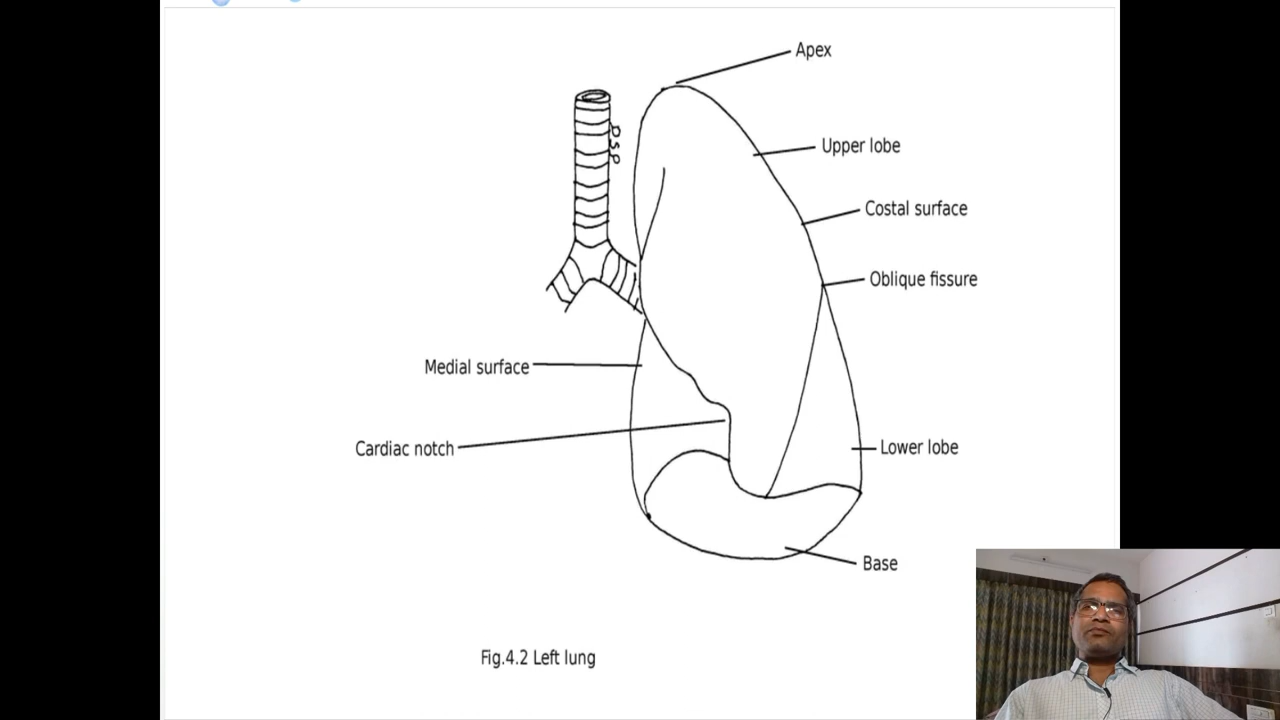 Apex
DSP
Upper lobe
Costal surface
Oblique fissure
Medial surface
Cardiac notch
Lower lobe
Base
Fig.4.2 Left lung